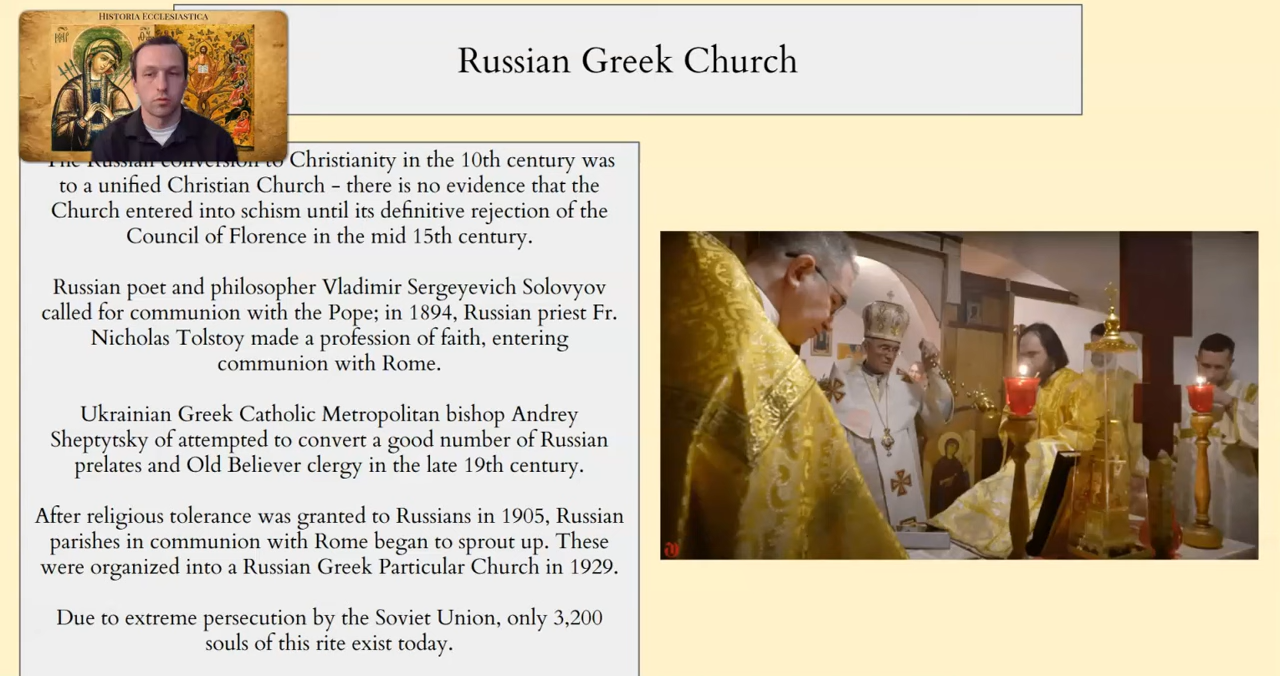 HISTORIA ECCLESIASTICA
Russian Greek Church
The Russian conversion to Christianity in the 10th century was
to a unified Christian Church - there is no evidence that the
Church entered into schism until its definitive rejection of the
Council of Florence in the mid 15th century.
Russian poet and philosopher Vladimir Sergeyevich Solovyov
called for communion with the Pope; in 1894, Russian priest Fr.
Nicholas Tolstoy made a profession of faith, entering
communion with Rome.
Ukrainian Greek Catholic Metropolitan bishop Andrey
Sheptytsky of attempted to convert a good number of Russian
prelates and Old Believer clergy in the late 19th century.
After religious tolerance was granted to Russians in 1905, Russian
parishes in communion with Rome began to sprout up. These
were organized into a Russian Greek Particular Church in 1929.
Due to extreme persecution by the Soviet Union, only 3,200
souls of this rite exist today.